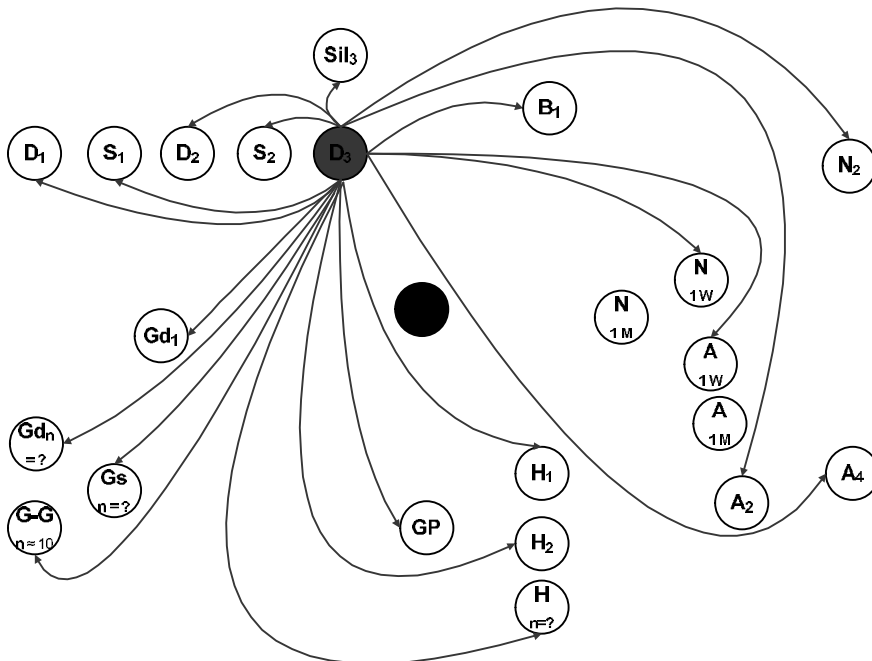 SiI₃
B₁
D₁ S₁ D₂ S₂ D₃
N₂
N
1W
N
1M
Gd₁
A
1W
A
1M
Gdₙ
=?
Gs
n=?
H₁
A₄
A₂
G-G
n≈10
GP
H₂
H
n=?